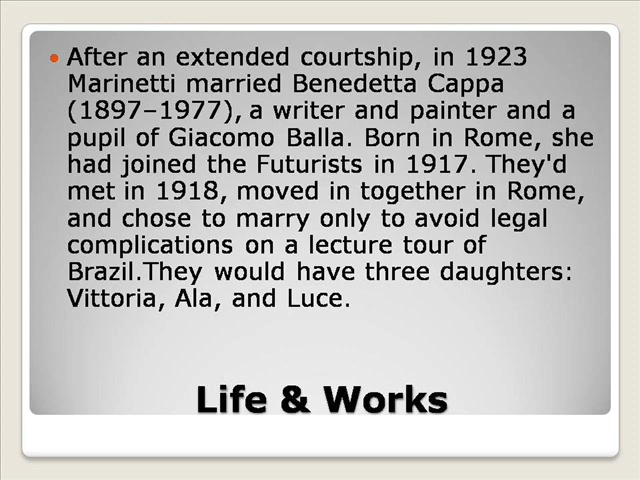 • After an extended courtship, in 1923
Marinetti married Benedetta Cappa
(1897–1977), a writer and painter and a
pupil of Giacomo Balla. Born in Rome, she
had joined the Futurists in 1917. They'd
met in 1918, moved in together in Rome,
and chose to marry only to avoid legal
complications on a lecture tour of
Brazil.They would have three daughters:
Vittoria, Ala, and Luce.
Life & Works